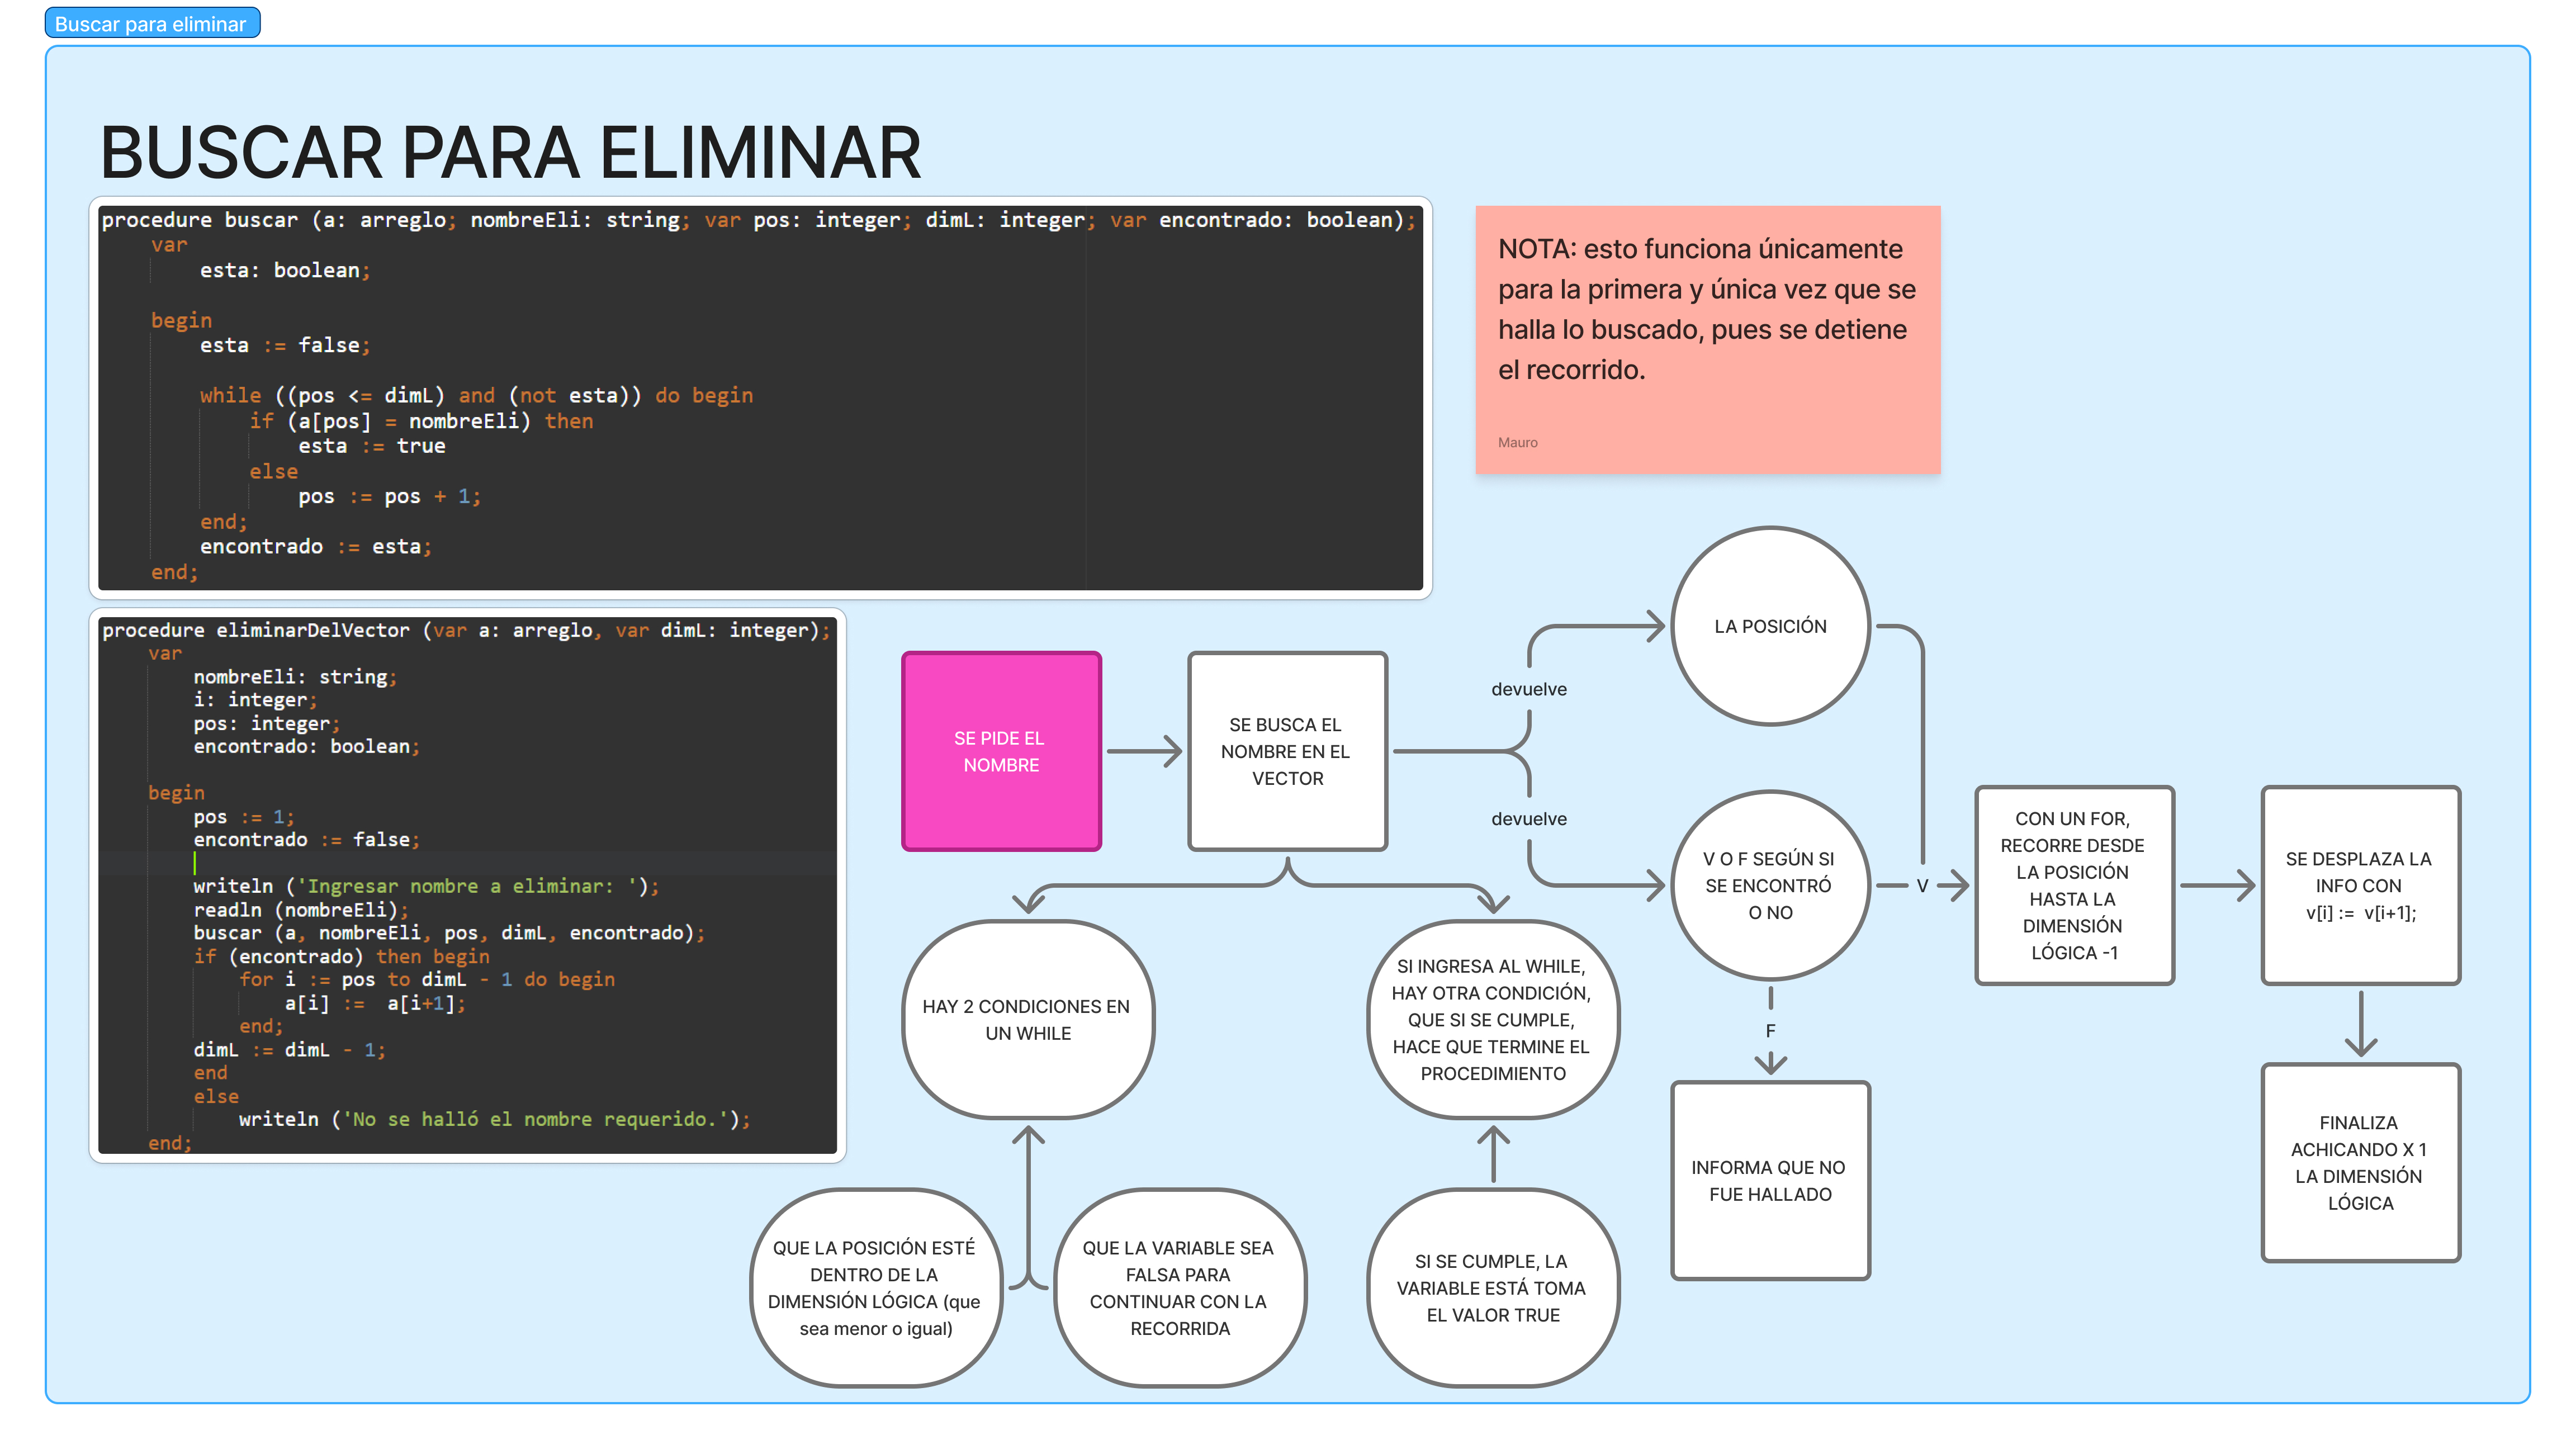 Buscar para eliminar
BUSCAR PARA ELIMINAR
procedure buscar (a: arreglo; nombreEli: string; var pos: integer; dimL: integer; var encontrado: boolean);
var
esta: boolean;
begin
esta := false;
while ((pos <= dimL) and (not esta)) do begin
if (a[pos] = nombreEli) then
esta := true
else
pos := pos + 1;
end;
encontrado := esta;
end;
NOTA: esto funciona únicamente
para la primera y única vez que se
halla lo buscado, pues se detiene
el recorrido.
Mauro
procedure eliminarDelVector (var a: arreglo, var dimL: integer);
var
nombreEli: string;
i: integer;
pos: integer;
encontrado: boolean;
begin
pos := 1;
encontrado := false;
writeln ('Ingresar nombre a eliminar: ');
readln (nombreEli);
buscar (a, nombreEli, pos, dimL, encontrado);
if (encontrado) then begin
for i := pos to dimL - 1 do begin
a[i] :=  a[i+1];
end;
dimL := dimL - 1;
end
else
writeln ('No se halló el nombre requerido.');
end;
SE PIDE EL
NOMBRE
SE BUSCA EL
NOMBRE EN EL
VECTOR
devuelve
devuelve
LA POSICIÓN
V O F SEGÚN SI
SE ENCONTRÓ
O NO
V
F
CON UN FOR,
RECORRE DESDE
LA POSICIÓN
HASTA LA
DIMENSIÓN
LÓGICA -1
SE DESPLAZA LA
INFO CON
v[i] :=  v[i+1];
HAY 2 CONDICIONES EN
UN WHILE
SI INGRESA AL WHILE,
HAY OTRA CONDICIÓN,
QUE SI SE CUMPLE,
HACE QUE TERMINE EL
PROCEDIMIENTO
INFORMA QUE NO
FUE HALLADO
FINALIZA
ACHICANDO X 1
LA DIMENSIÓN
LÓGICA
QUE LA POSICIÓN ESTÉ
DENTRO DE LA
DIMENSIÓN LÓGICA (que
sea menor o igual)
QUE LA VARIABLE SEA
FALSA PARA
CONTINUAR CON LA
RECORRIDA
SI SE CUMPLE, LA
VARIABLE ESTÁ TOMA
EL VALOR TRUE